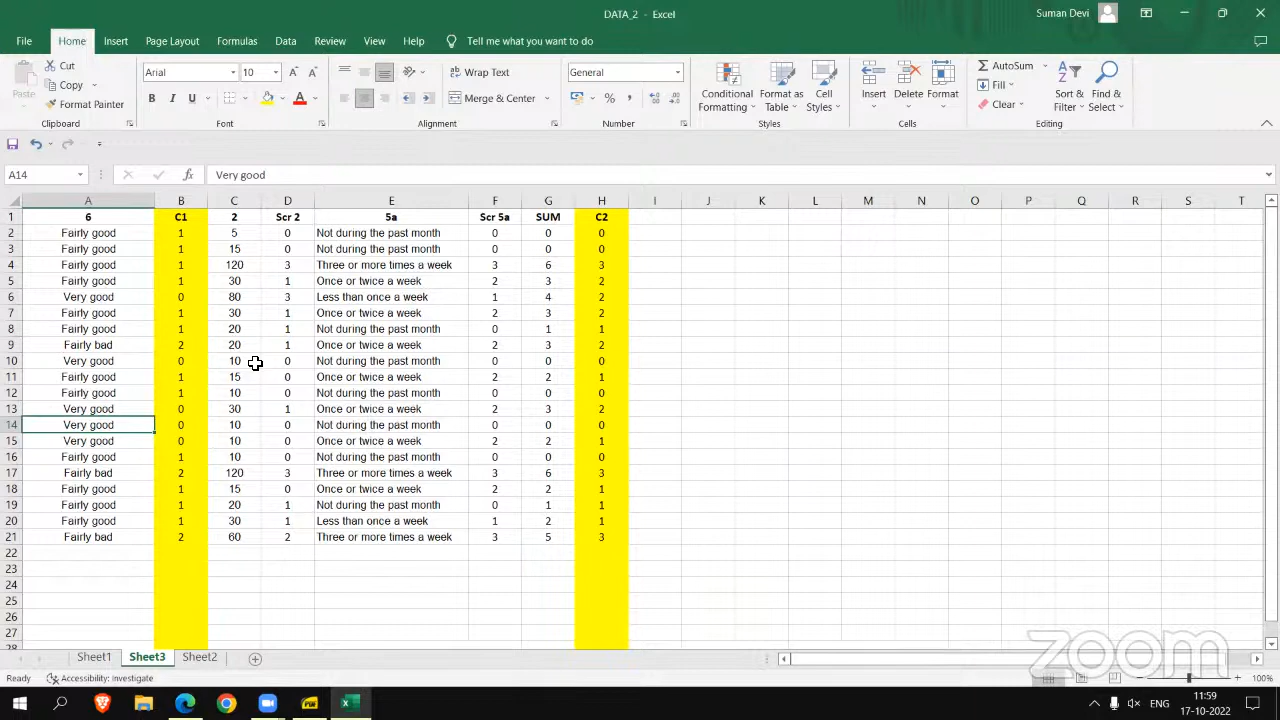 DATA_2 - Excel
Suman Devi
File Home Insert Page Layout Formulas Data Review View Help Tell me what you want to do
Paste Cut Copy Format Painter
Arial 10
B I U A
Wrap Text
Merge & Center
General
Conditional Formatting Format as Table Cell Styles
Insert Delete Format
AutoSum Fill Clear
Sort & Filter Find & Select
Clipboard Font Alignment Number Styles Cells Editing
A14 fx Very good
A B C D E F G H I J K L M N O P Q R S T
1 6 C1 2 Scr 2 5a Scr 5a SUM C2
2 Fairly good 1 5 0 Not during the past month 0 0 0
3 Fairly good 1 15 0 Not during the past month 0 0 0
4 Fairly good 1 120 3 Three or more times a week 3 6 3
5 Fairly good 1 30 1 Once or twice a week 2 3 2
6 Very good 0 80 3 Less than once a week 1 4 2
7 Fairly good 1 30 1 Once or twice a week 2 3 2
8 Fairly good 1 20 1 Not during the past month 0 1 1
9 Fairly bad 2 20 1 Once or twice a week 2 3 2
10 Very good 0 10 0 Not during the past month 0 0 0
11 Fairly good 1 15 0 Once or twice a week 2 2 1
12 Fairly good 1 10 0 Not during the past month 0 0 0
13 Very good 0 30 1 Once or twice a week 2 3 2
14 Very good 0 10 0 Not during the past month 0 0 0
15 Very good 0 10 0 Once or twice a week 2 2 1
16 Fairly good 1 10 0 Not during the past month 0 0 0
17 Fairly bad 2 120 3 Three or more times a week 3 6 3
18 Fairly good 1 15 0 Once or twice a week 2 2 1
19 Fairly good 1 20 1 Not during the past month 0 1 1
20 Fairly good 1 30 1 Less than once a week 1 2 1
21 Fairly bad 2 60 2 Three or more times a week 3 5 3
22
23
24
25
26
27
28
Sheet1 Sheet3 Sheet2
zoom
Ready Accessibility: Investigate 100%
ENG 11:59
17-10-2022